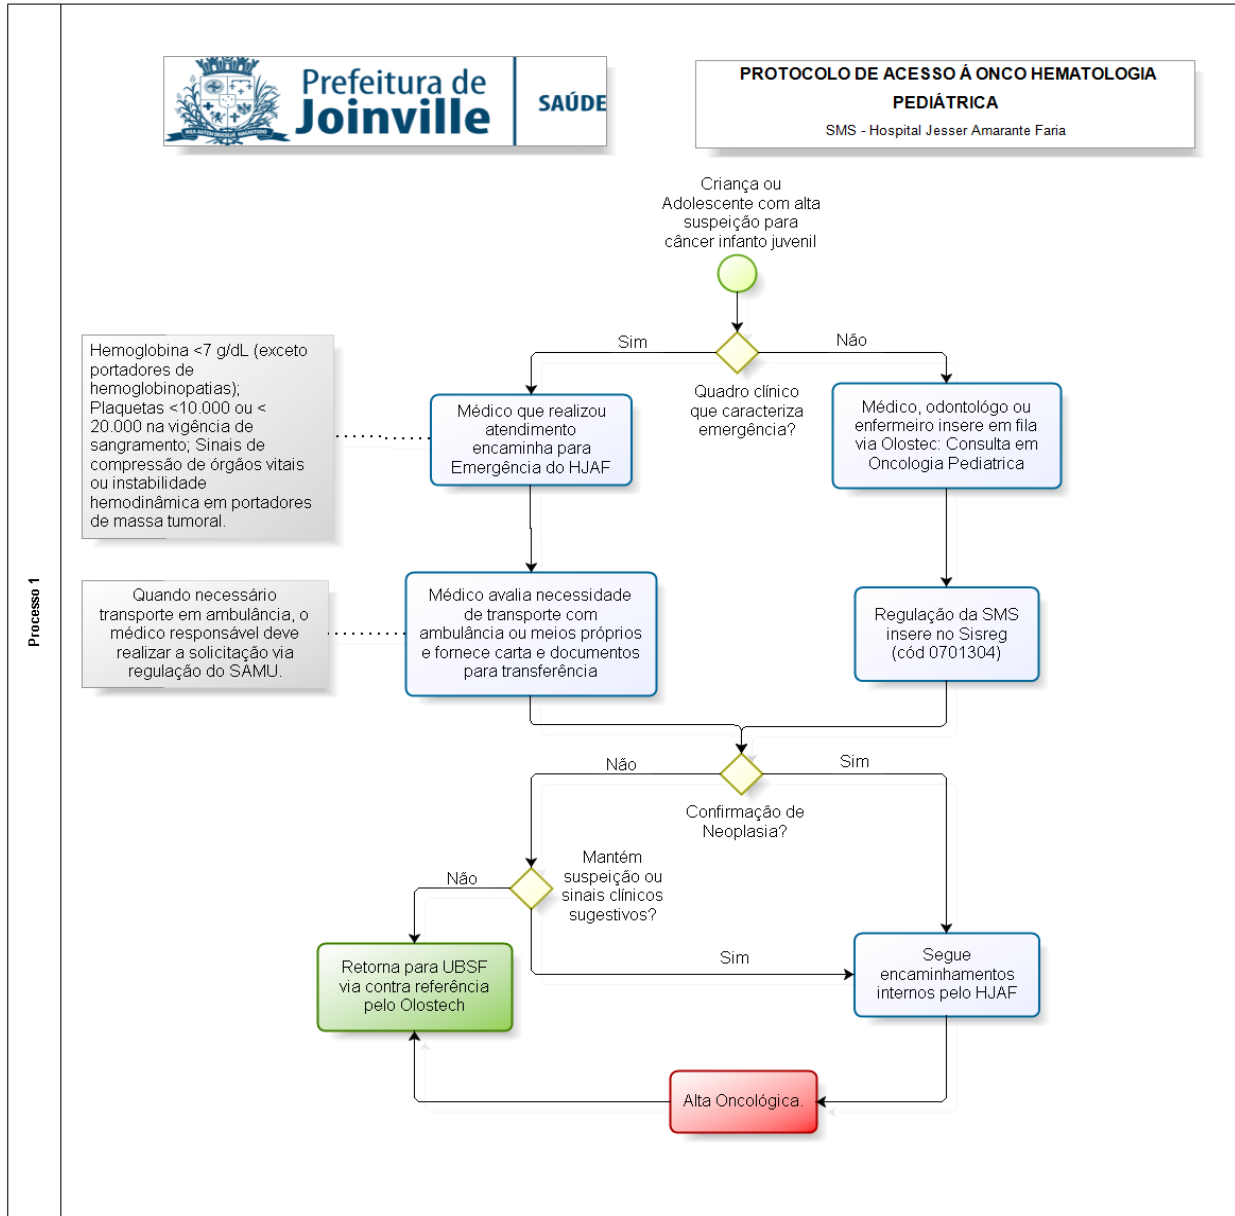 Prefeitura de
Joinville
SAÚDE
PROTOCOLO DE ACESSO Á ONCO HEMATOLOGIA
PEDIÁTRICA
SMS - Hospital Jesser Amarante Faria
Criança ou
Adolescente com alta
suspeição para
câncer infanto juvenil
Sim
Não
Quadro clínico
que caracteriza
emergência?
Hemoglobina <7 g/dL (exceto
portadores de
hemoglobinopatias);
Plaquetas <10.000 ou <
20.000 na vigência de
sangramento; Sinais de
compressão de órgãos vitais
ou instabilidade
hemodinâmica em portadores
de massa tumoral.
Médico que realizou
atendimento
encaminha para
Emergência do HJAF
Médico, odontológo ou
enfermeiro insere em fila
via Olostec: Consulta em
Oncologia Pediatrica
Processo 1
Quando necessário
transporte em ambulância, o
médico responsável deve
realizar a solicitação via
regulação do SAMU.
Médico avalia necessidade
de transporte com
ambulância ou meios próprios
e fornece carta e documentos
para transferência
Regulação da SMS
insere no Sisreg
(cód 0701304)
Não
Sim
Confirmação de
Neoplasia?
Mantém
suspeição ou
sinais clínicos
sugestivos?
Não
Sim
Retorna para UBSF
via contra referência
pelo Olostech
Segue
encaminhamentos
internos pelo HJAF
Alta Oncológica.